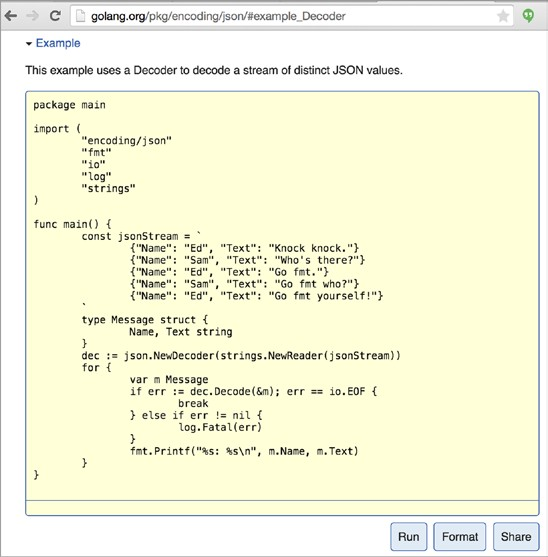 golang.org/pkg/encoding/json/#example_Decoder
Example
This example uses a Decoder to decode a stream of distinct JSON values.
package main
import (
        "encoding/json"
        "fmt"
        "io"
        "log"
        "strings"
)
func main() {
        const jsonStream = `
                {"Name": "Ed", "Text": "Knock knock."}
                {"Name": "Sam", "Text": "Who's there?"}
                {"Name": "Ed", "Text": "Go fmt."}
                {"Name": "Sam", "Text": "Go fmt who?"}
                {"Name": "Ed", "Text": "Go fmt yourself!"}
        `
        type Message struct {
                Name, Text string
        }
        dec := json.NewDecoder(strings.NewReader(jsonStream))
        for {
                var m Message
                if err := dec.Decode(&m); err == io.EOF {
                        break
                } else if err != nil {
                        log.Fatal(err)
                }
                fmt.Printf("%s: %s\n", m.Name, m.Text)
        }
}
Run Format Share